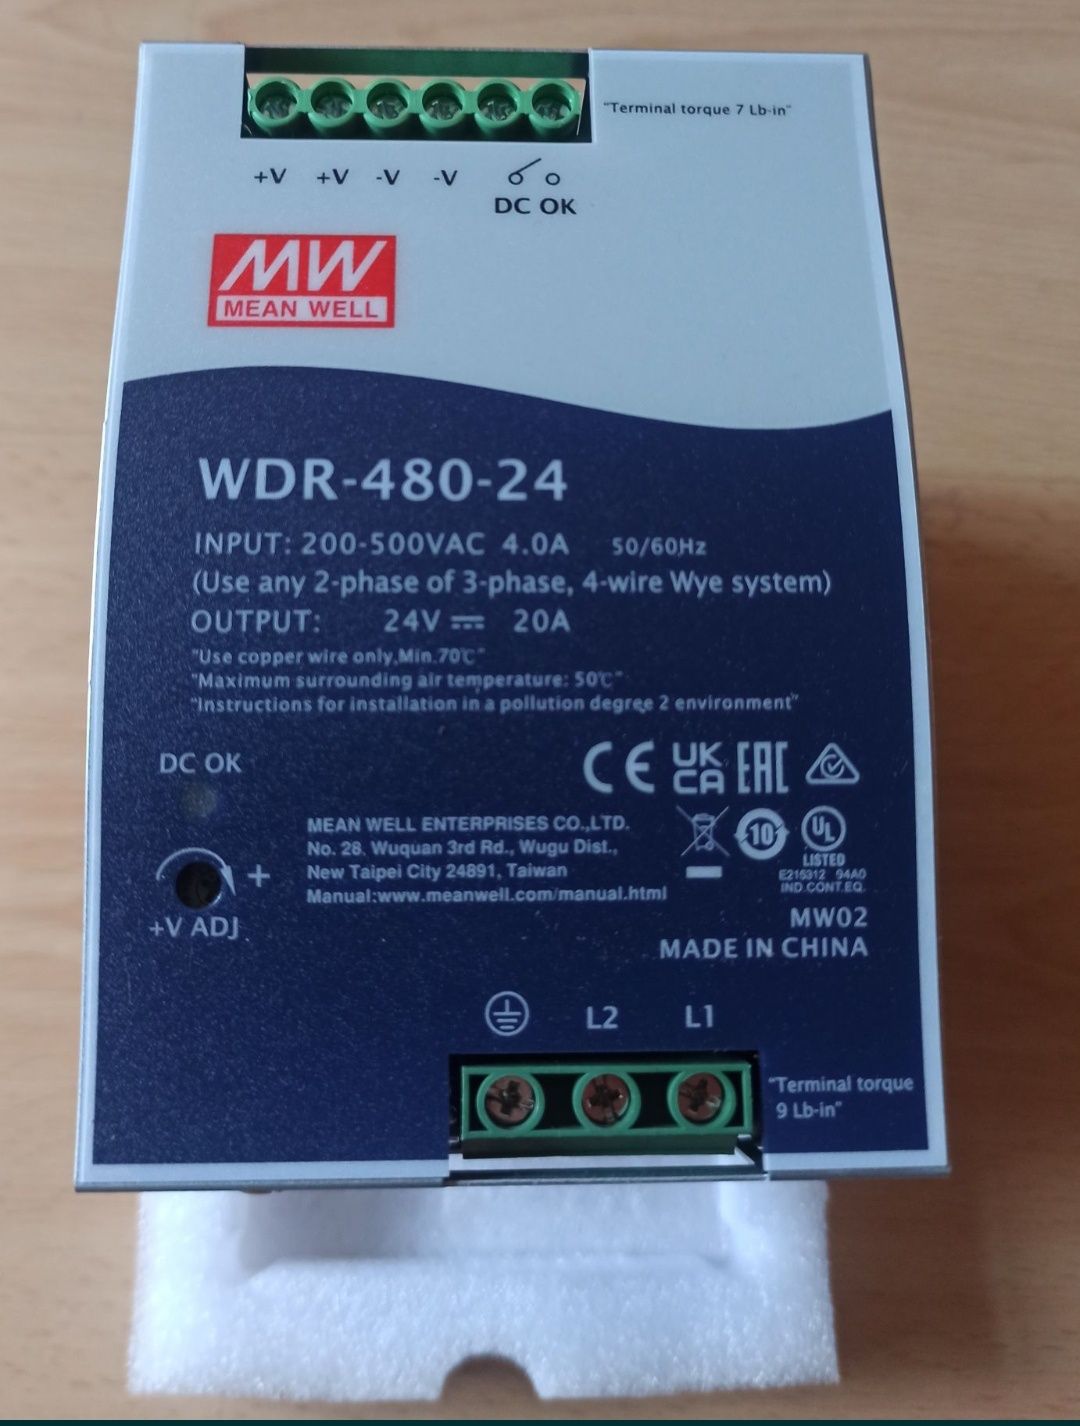 "Terminal torque 7 Lb-in"
+V +V -V -V
DC OK
MW
MEAN WELL
WDR-480-24
INPUT: 200-500VAC 4.0A 50/60Hz
(Use any 2-phase of 3-phase, 4-wire Wye system)
OUTPUT: 24V ⎓ 20A
"Use copper wire only,Min.70℃"
"Maximum surrounding air temperature: 50℃"
"Instructions for installation in a pollution degree 2 environment"
DC OK
CE UK CA EAC
MEAN WELL ENTERPRISES CO.,LTD.
No. 28, Wuquan 3rd Rd., Wugu Dist.,
New Taipei City 24891, Taiwan
Manual:www.meanwell.com/manual.html
10
UL
LISTED
E215312 94A0
IND.CONT.EQ.
+
+V ADJ
MW02
MADE IN CHINA
L2 L1
"Terminal torque
9 Lb-in"